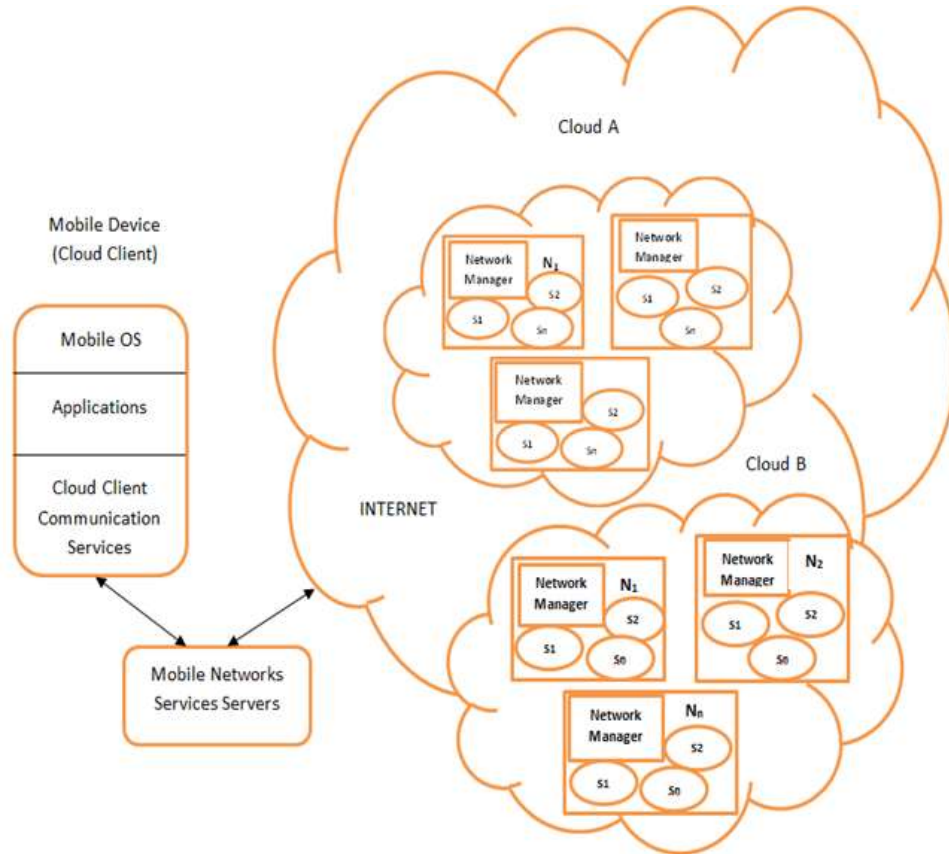 Cloud A
Mobile Device
(Cloud Client)
Mobile OS
Applications
Cloud Client
Communication
Services
Mobile Networks
Services Servers
INTERNET
Network
Manager
N₁
S1
S2
Sn
Network
Manager
S1
S2
Sn
Network
Manager
S1
S2
Sn
Cloud B
Network
Manager
N₁
S1
S2
Sn
Network
Manager
N₂
S1
S2
Sn
Network
Manager
Nₙ
S1
S2
Sn